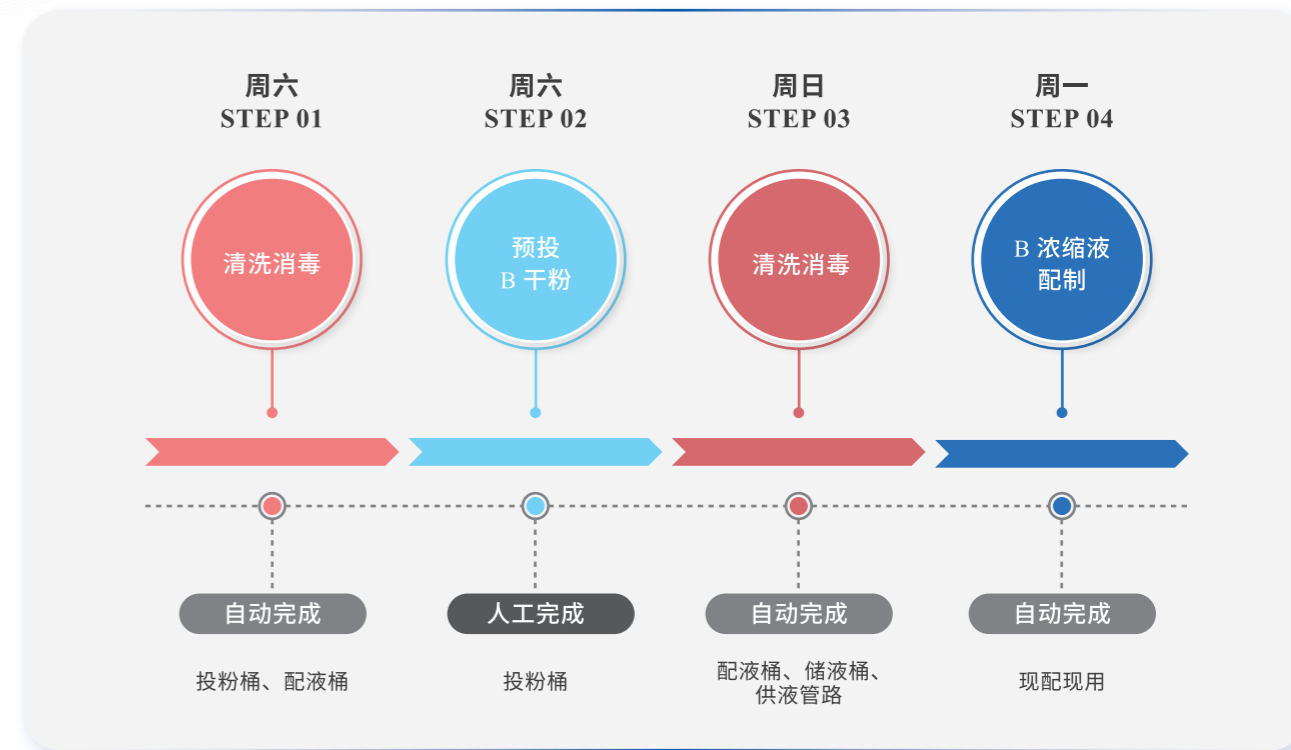 周六
STEP 01
周六
STEP 02
周日
STEP 03
周一
STEP 04
清洗消毒
预投
B 干粉
清洗消毒
B 浓缩液
配制
自动完成
人工完成
自动完成
自动完成
投粉桶、配液桶
投粉桶
配液桶、储液桶、
供液管路
现配现用